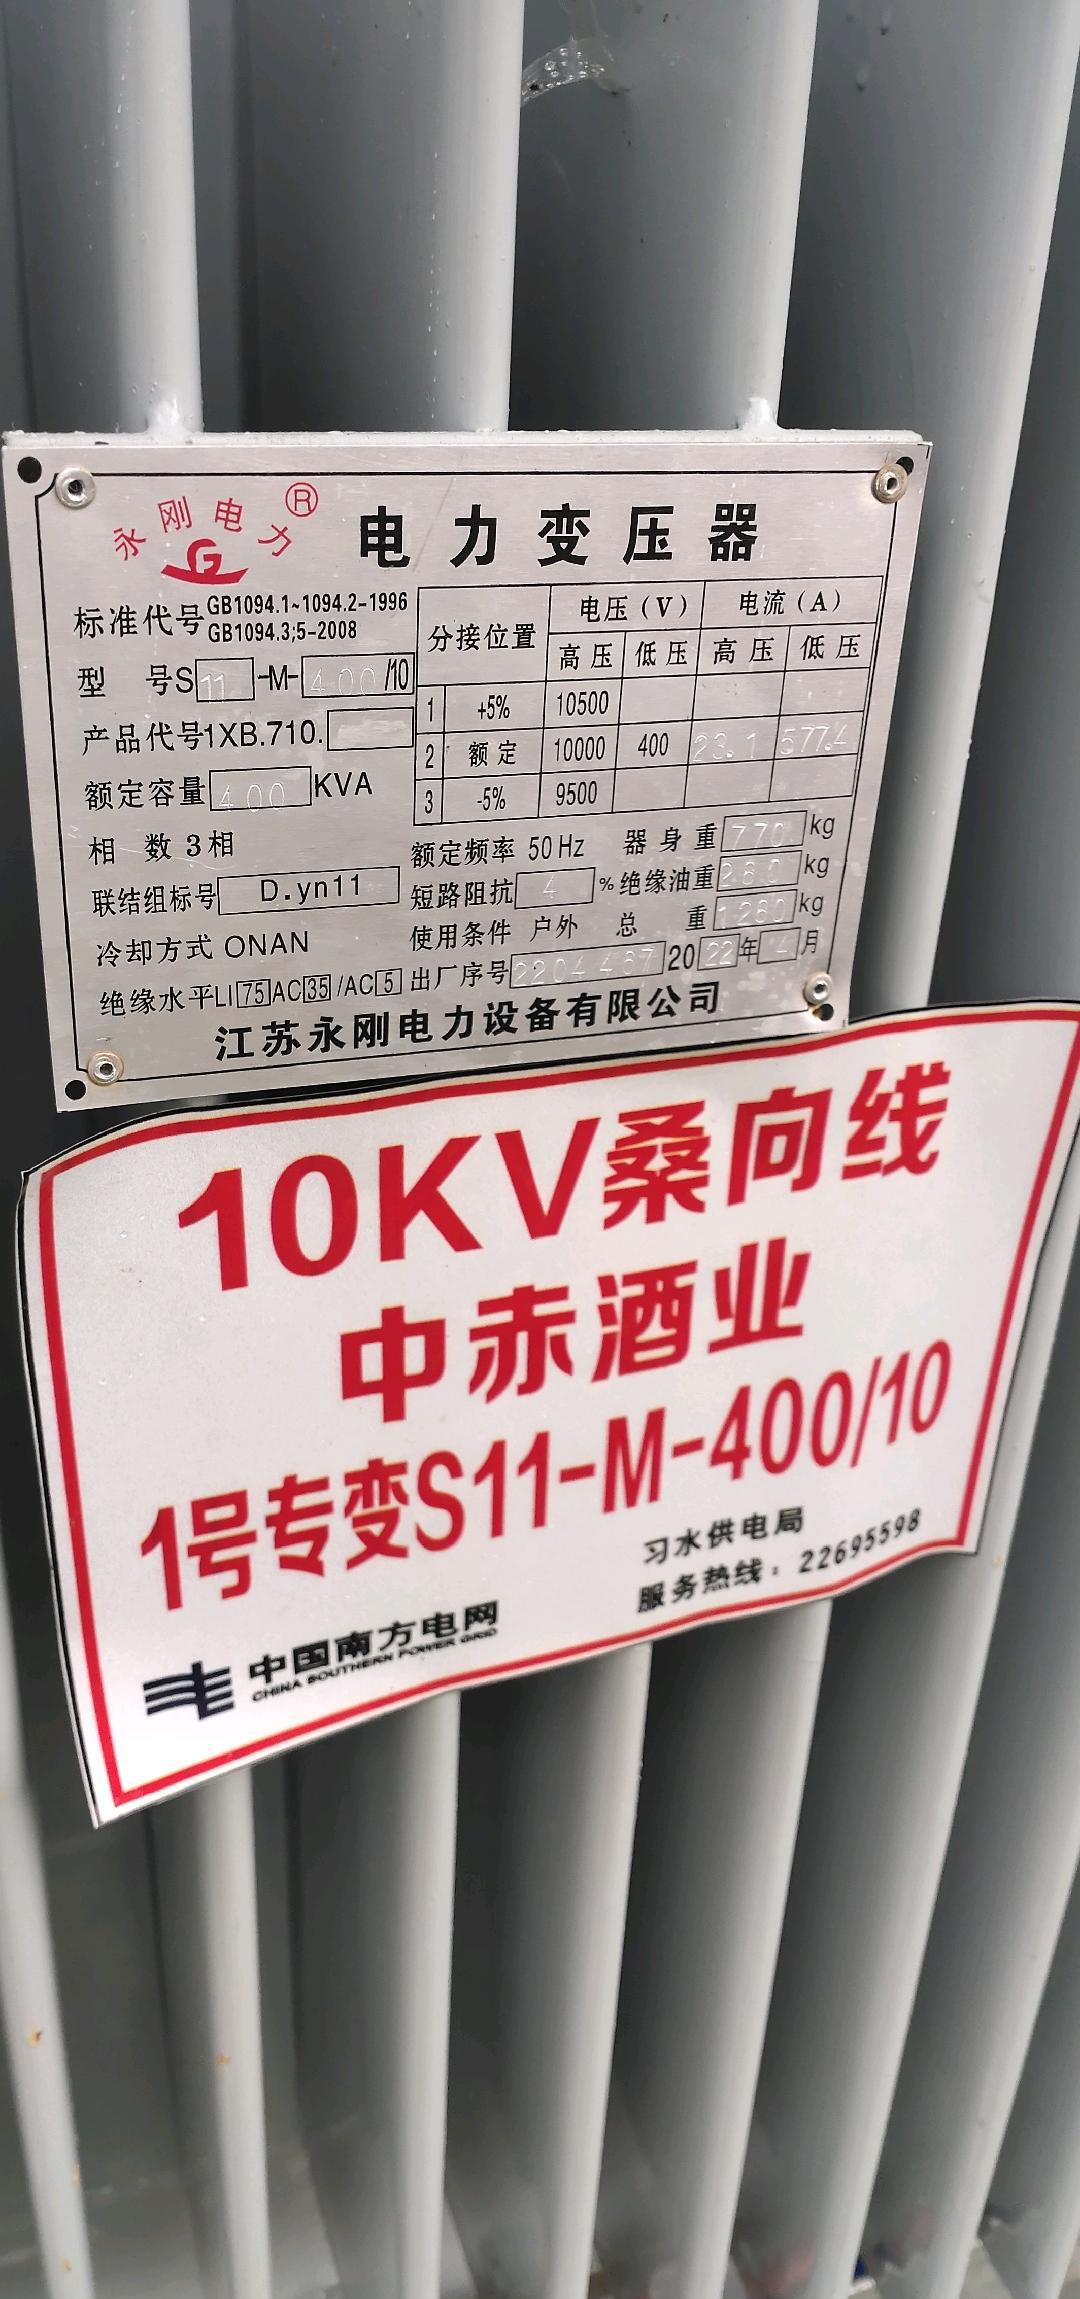 永刚电力®
电力变压器
标准代号GB1094.1~1094.2-1996
GB1094.3;5-2008
型 号S11-M-400/10
产品代号1XB.710.
额定容量400KVA
相 数 3相
联结组标号 D.yn11
冷却方式 ONAN
绝缘水平LI75AC35/AC5
分接位置 电压(V) 电流(A)
高压 低压 高压 低压
1 +5% 10500
2 额定 10000 400 23.1 577.4
3 -5% 9500
额定频率 50Hz 器身重770kg
短路阻抗4% 绝缘油重260kg
使用条件 户外 总 重1280kg
出厂序号2204467 2022年4月
江苏永刚电力设备有限公司
10KV桑向线
中赤酒业
1号专变S11-M-400/10
习水供电局
服务热线：22695598
中国南方电网
CHINA SOUTHERN POWER GRID